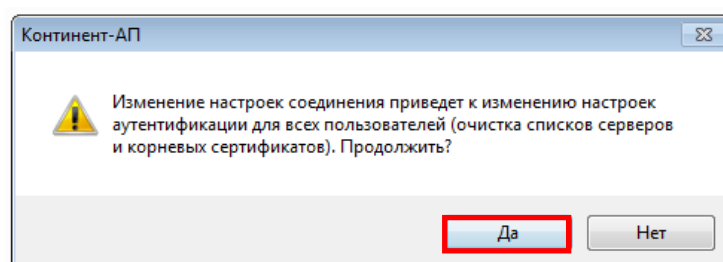 Континент-АП
Изменение настроек соединения приведет к изменению настроек
аутентификации для всех пользователей (очистка списков серверов
и корневых сертификатов). Продолжить?
Да
Нет